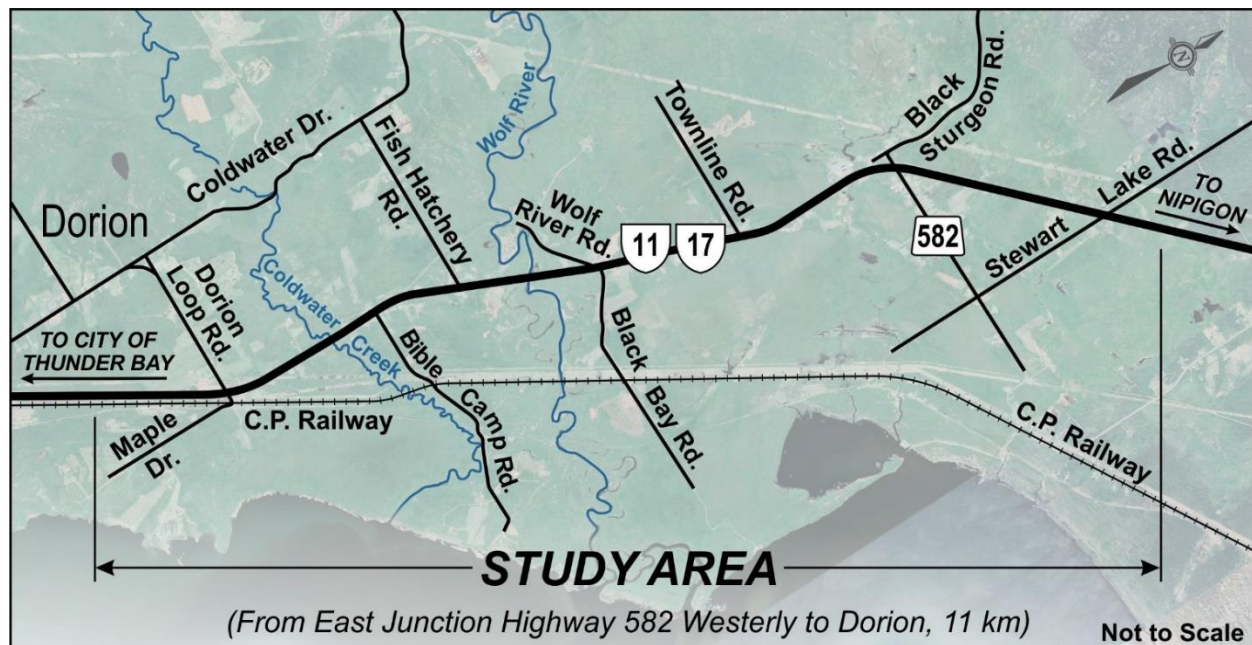 Coldwater Dr.
Fish Hatchery
Rd.
Wolf River
Townline Rd.
Black
Sturgeon Rd.
N
Lake Rd.
Stewart
TO
NIPIGON
Dorion
Dorion
Loop Rd.
Coldwater
Creek
Wolf
River Rd.
11
17
582
TO CITY OF
THUNDER BAY
Maple
Dr.
C.P. Railway
Bible
Camp Rd.
Black
Bay Rd.
C.P. Railway
STUDY AREA
(From East Junction Highway 582 Westerly to Dorion, 11 km)
Not to Scale